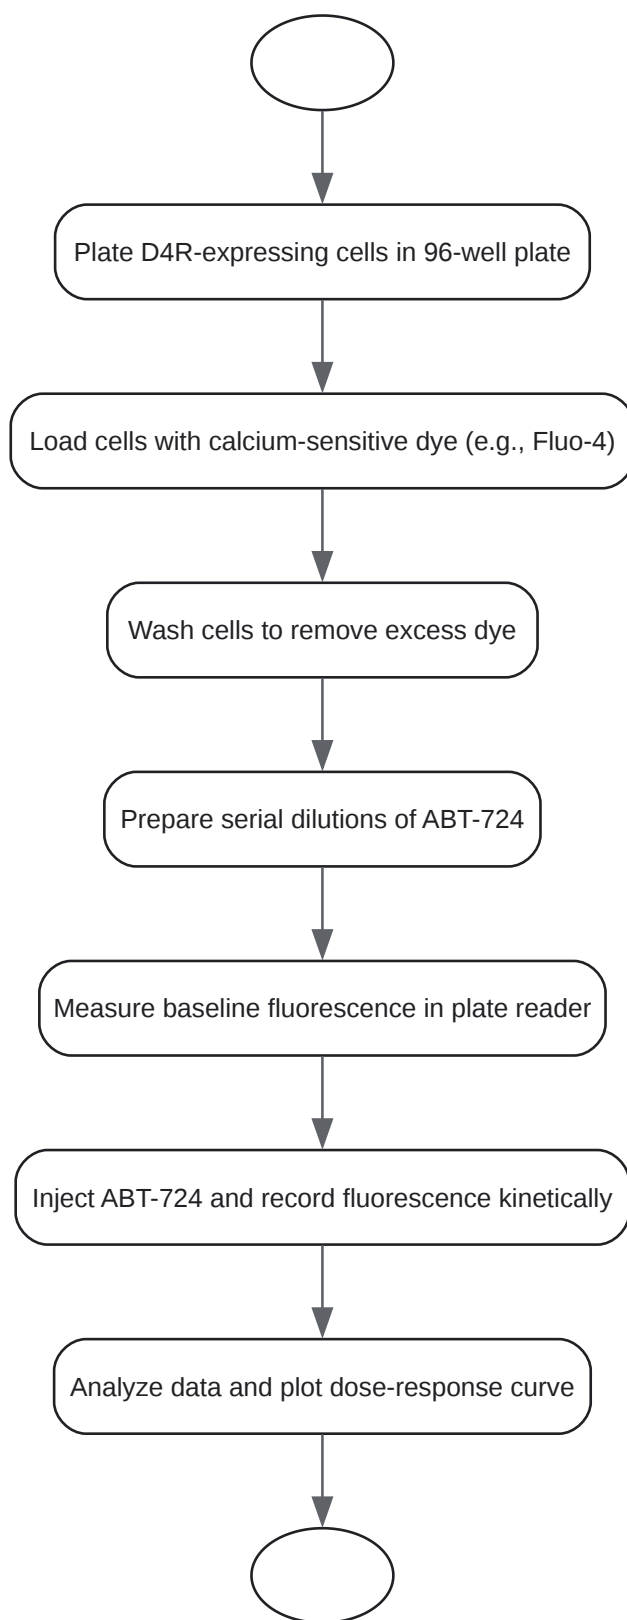 Plate D4R-expressing cells in 96-well plate
Load cells with calcium-sensitive dye (e.g., Fluo-4)
Wash cells to remove excess dye
Prepare serial dilutions of ABT-724
Measure baseline fluorescence in plate reader
Inject ABT-724 and record fluorescence kinetically
Analyze data and plot dose-response curve